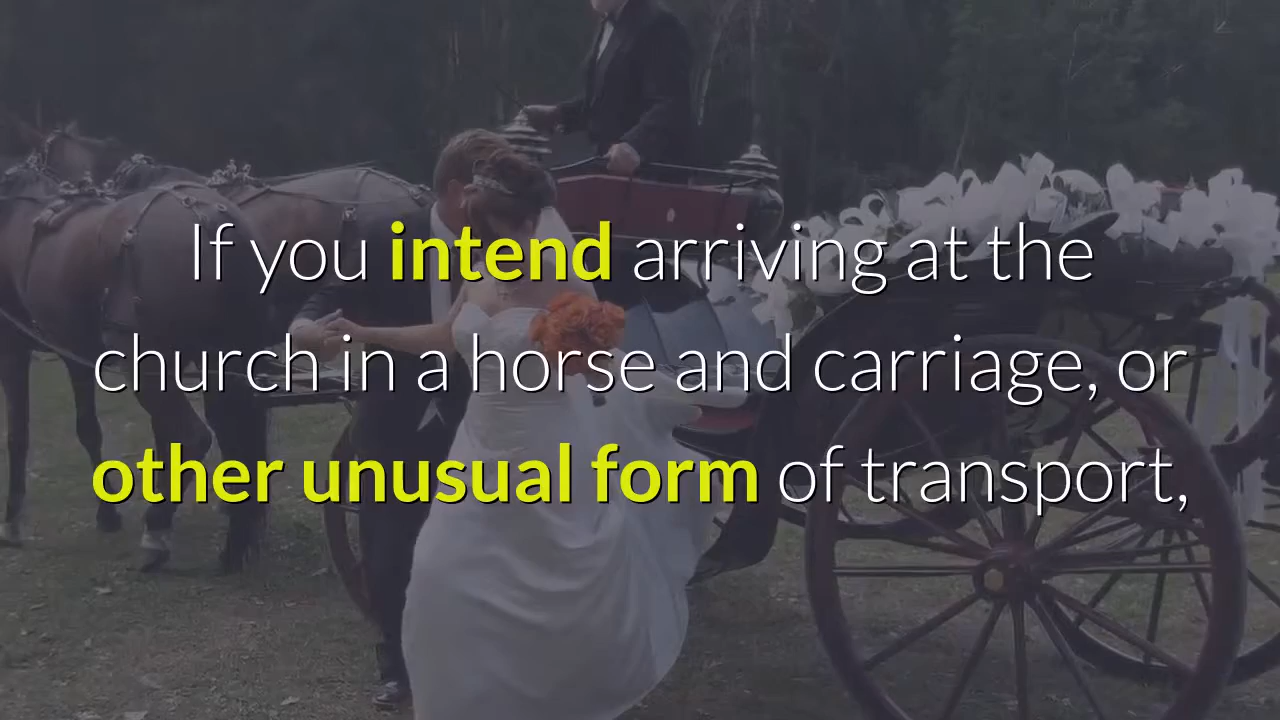 If you intend arriving at the
church in a horse and carriage, or
other unusual form of transport,